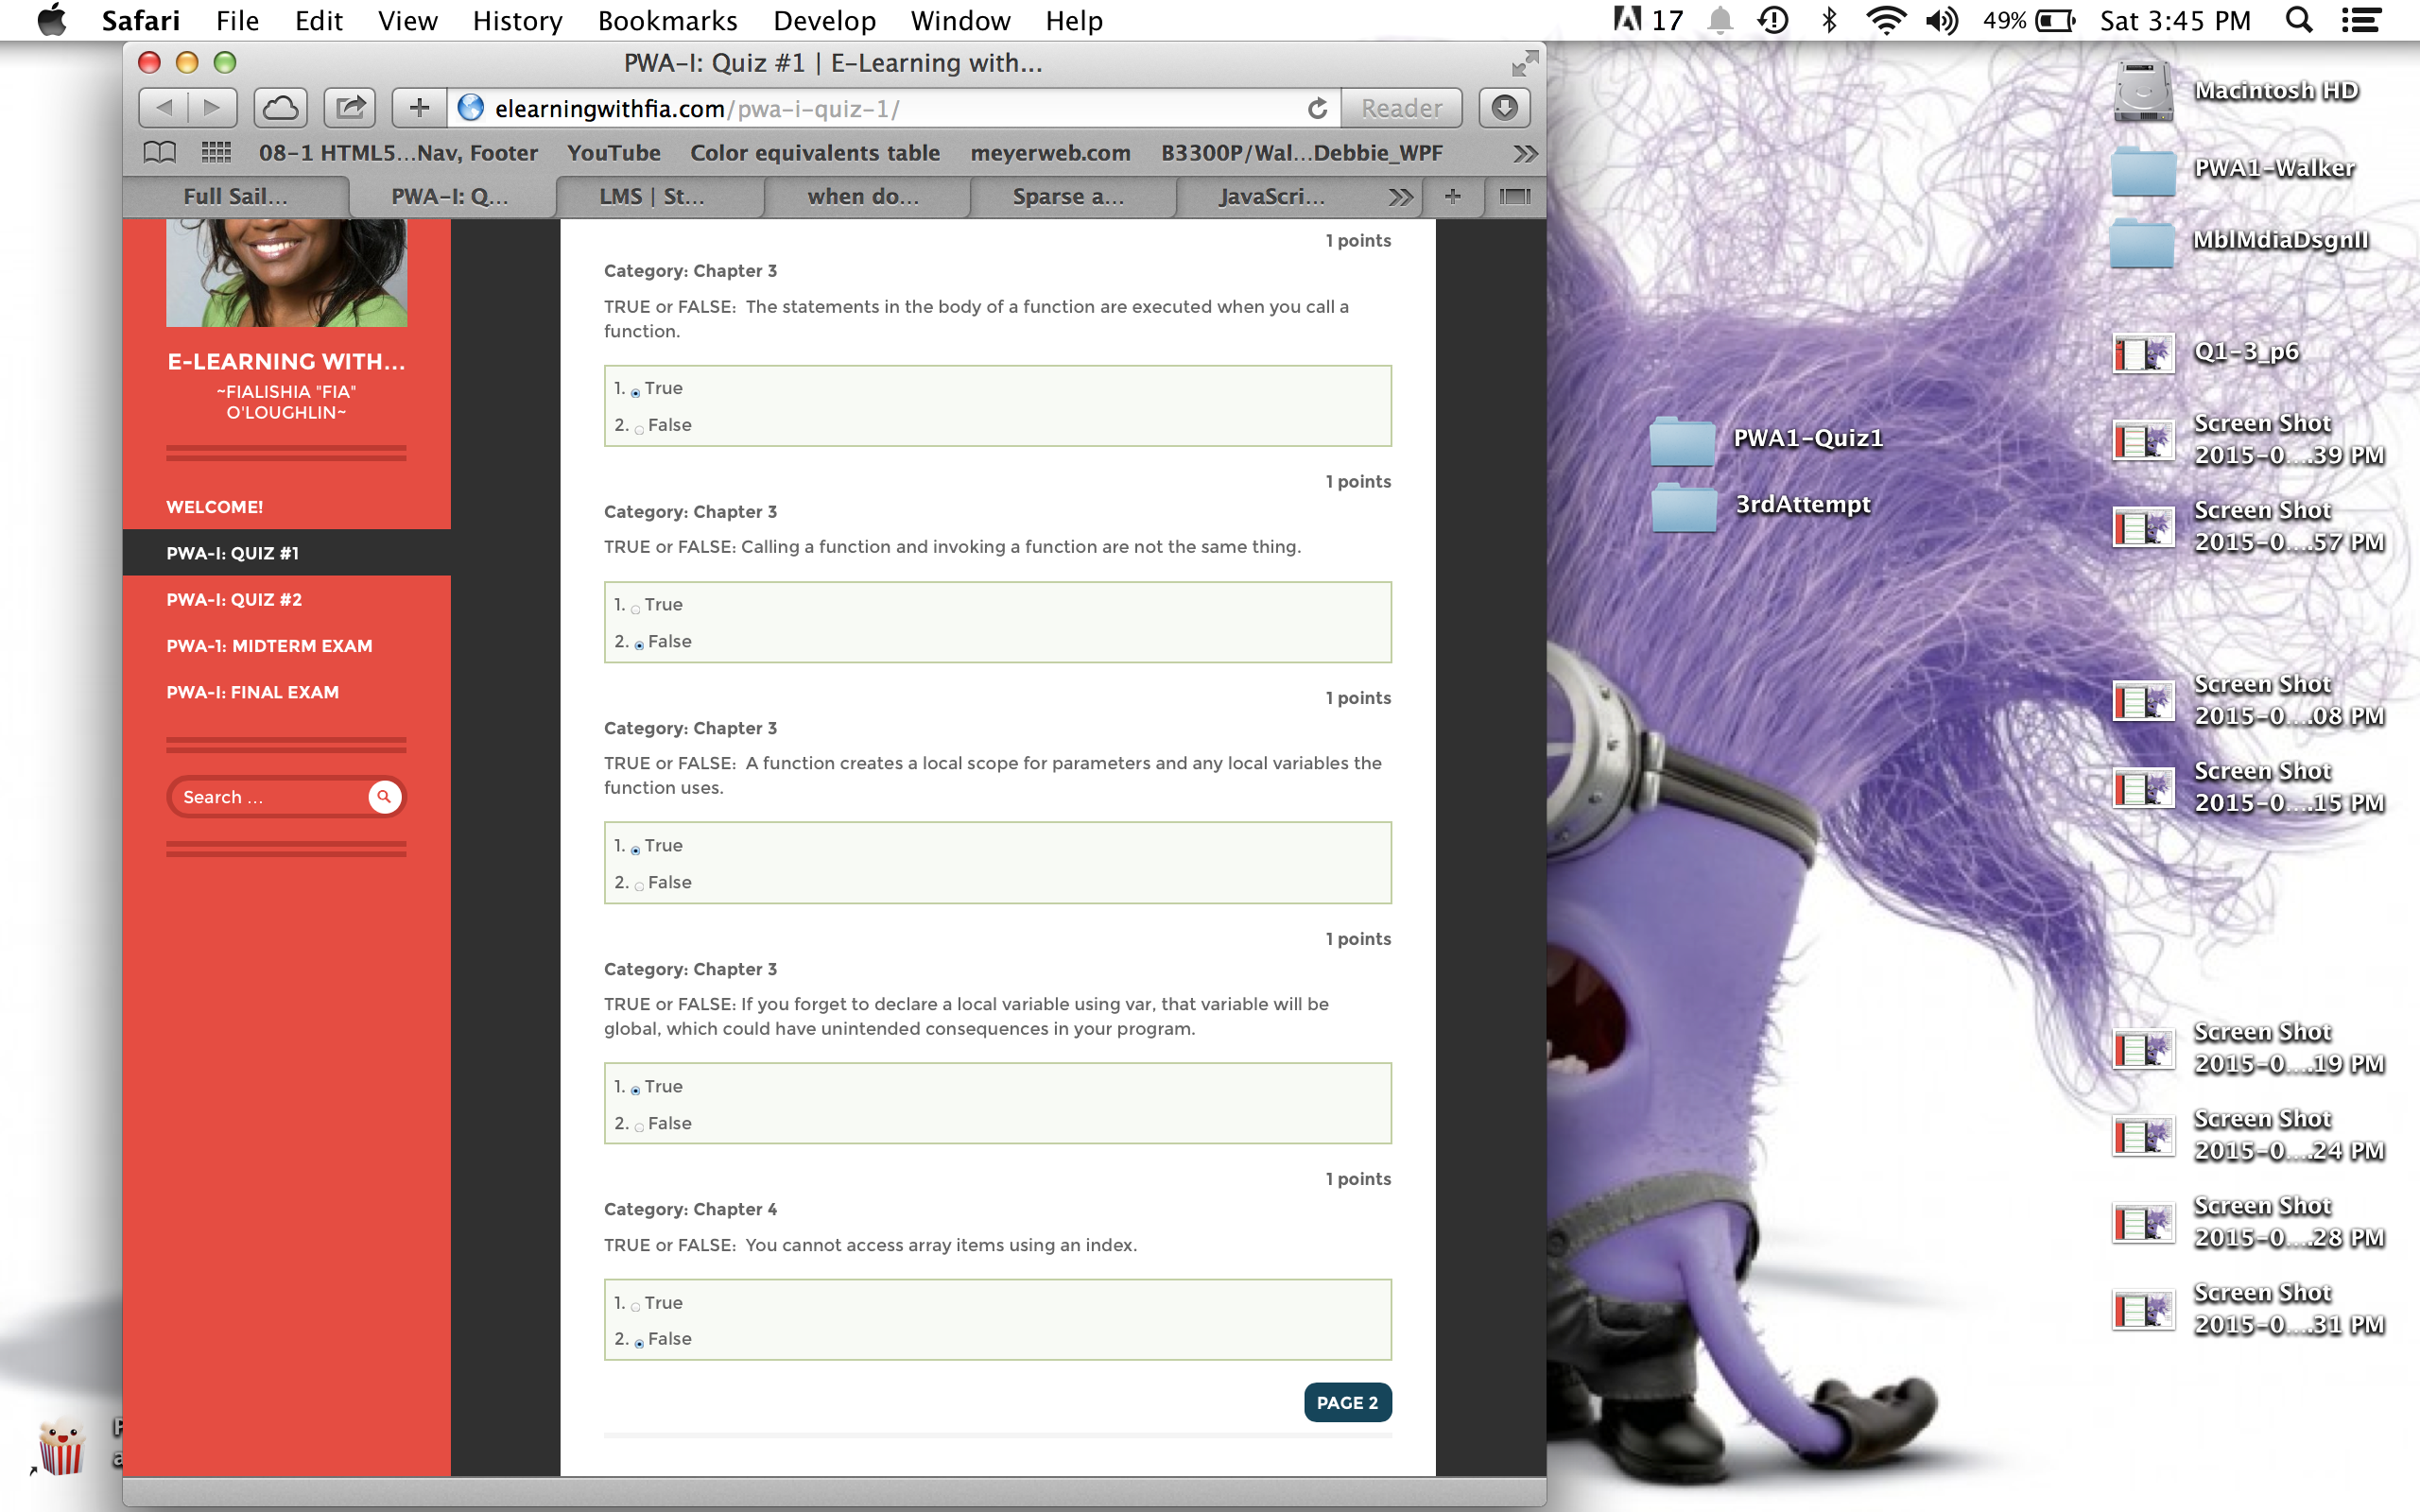 Safari File Edit View History Bookmarks Develop Window Help
17 49% Sat 3:45 PM
PWA-I: Quiz #1 | E-Learning with...
elearningwithfia.com/pwa-i-quiz-1/
Reader
08-1 HTML5...Nav, Footer YouTube Color equivalents table meyerweb.com B3300P/Wal...Debbie_WPF
Full Sail... PWA-I: Q... LMS | St... when do... Sparse a... JavaScri...
E-LEARNING WITH...
~FIALISHIA "FIA"
O'LOUGHLIN~
WELCOME!
PWA-I: QUIZ #1
PWA-I: QUIZ #2
PWA-1: MIDTERM EXAM
PWA-I: FINAL EXAM
Search ...
1 points
Category: Chapter 3
TRUE or FALSE:  The statements in the body of a function are executed when you call a
function.
1. True
2. False
1 points
Category: Chapter 3
TRUE or FALSE: Calling a function and invoking a function are not the same thing.
1. True
2. False
1 points
Category: Chapter 3
TRUE or FALSE:  A function creates a local scope for parameters and any local variables the
function uses.
1. True
2. False
1 points
Category: Chapter 3
TRUE or FALSE: If you forget to declare a local variable using var, that variable will be
global, which could have unintended consequences in your program.
1. True
2. False
1 points
Category: Chapter 4
TRUE or FALSE:  You cannot access array items using an index.
1. True
2. False
PAGE 2
PWA1-Quiz1
3rdAttempt
Macintosh HD
PWA1-Walker
MblMdiaDsgnII
Q1-3_p6
Screen Shot
2015-0....39 PM
Screen Shot
2015-0....57 PM
Screen Shot
2015-0....08 PM
Screen Shot
2015-0....15 PM
Screen Shot
2015-0....19 PM
Screen Shot
2015-0....24 PM
Screen Shot
2015-0....28 PM
Screen Shot
2015-0....31 PM